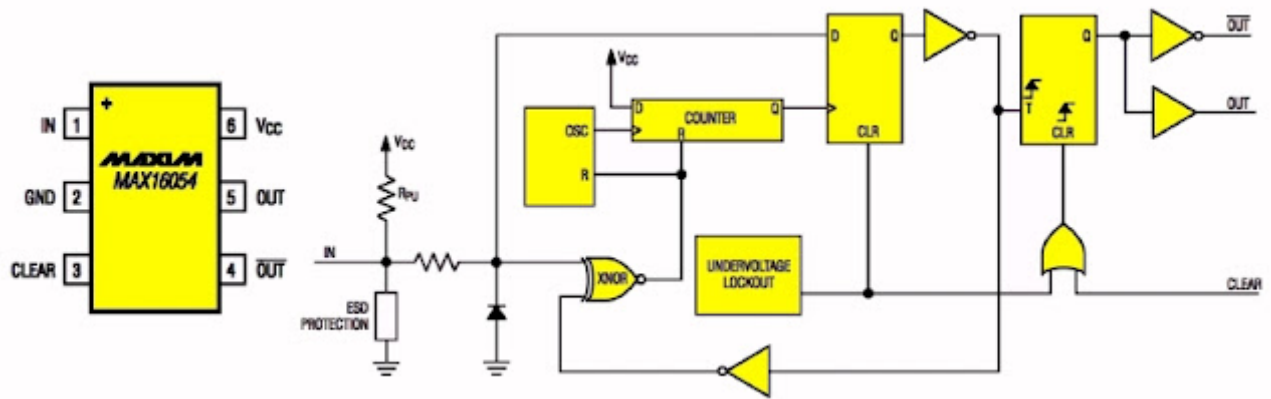 +
MAXIM
MAX16054
IN 1
GND 2
CLEAR 3
6 VCC
5 OUT
4 OUT
IN
VCC
RPU
ESD
PROTECTION
OSC
R
VCC
D
COUNTER
Q
R
XNOR
UNDERVOLTAGE
LOCKOUT
D
Q
CLR
Q
T
CLR
OUT
OUT
CLEAR